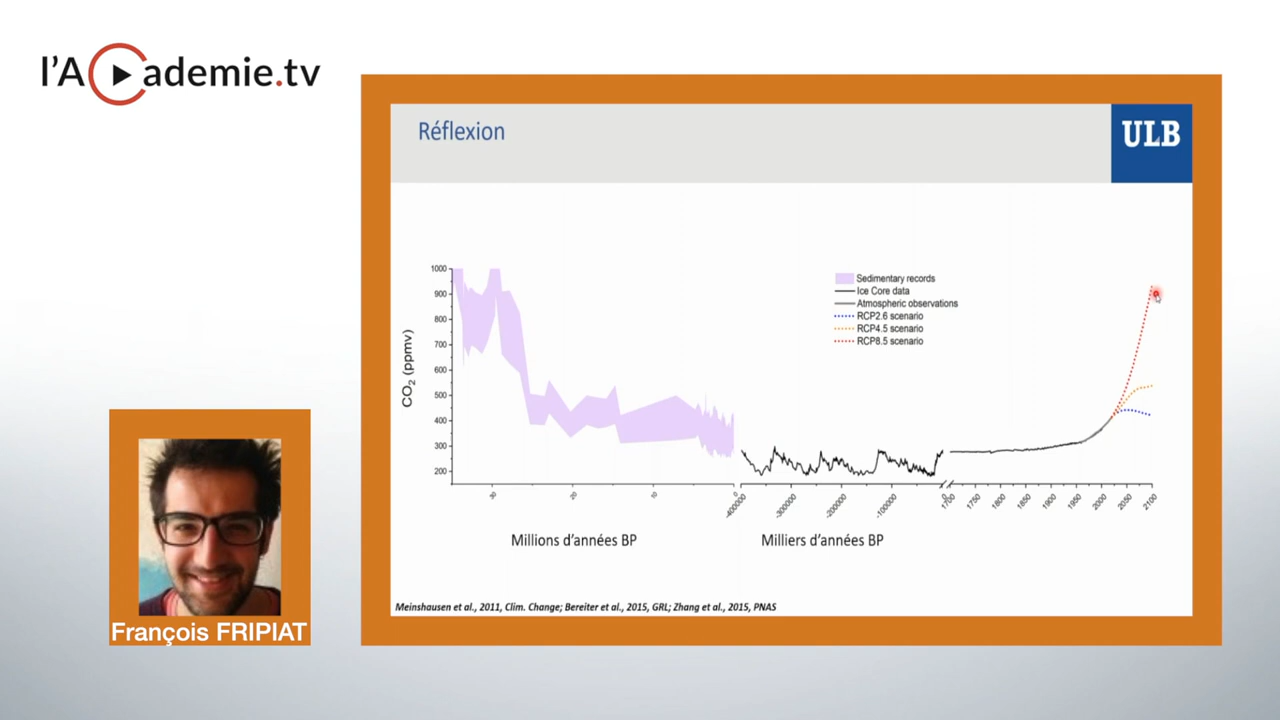 l'Academie.tv
Réflexion
ULB
1000
900
800
700
600
500
400
300
200
CO2 (ppmv)
Sedimentary records
Ice Core data
Atmospheric observations
RCP2.6 scenario
RCP4.5 scenario
RCP8.5 scenario
30 20 10 0
-400000 -300000 -200000 -100000
1700 1750 1800 1850 1900 1950 2000 2050 2100
Millions d'années BP
Milliers d'années BP
Meinshausen et al., 2011, Clim. Change; Bereiter et al., 2015, GRL; Zhang et al., 2015, PNAS
François FRIPIAT